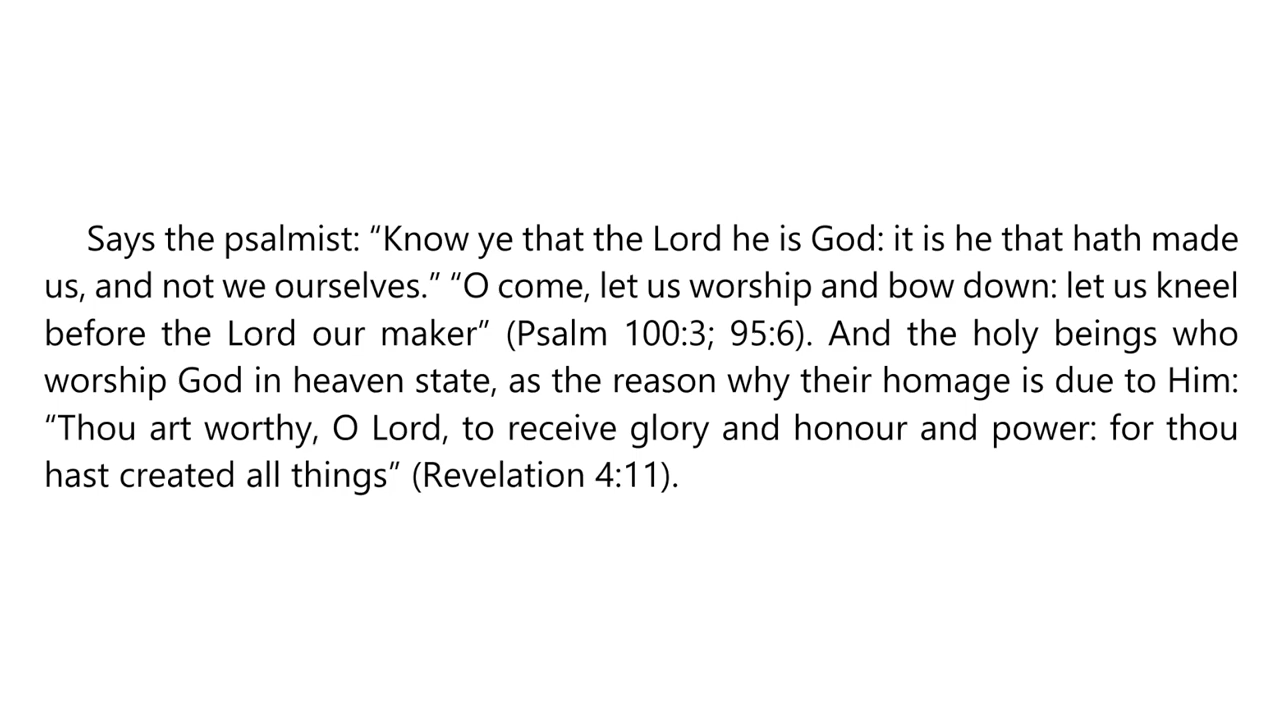 Says the psalmist: “Know ye that the Lord he is God: it is he that hath made
us, and not we ourselves.” “O come, let us worship and bow down: let us kneel
before the Lord our maker” (Psalm 100:3; 95:6). And the holy beings who
worship God in heaven state, as the reason why their homage is due to Him:
“Thou art worthy, O Lord, to receive glory and honour and power: for thou
hast created all things” (Revelation 4:11).